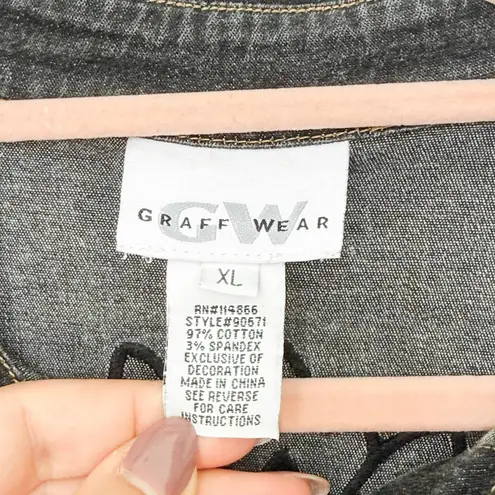 GW
GRAFF WEAR
XL
RN#114866
STYLE#90571
97% COTTON
3% SPANDEX
EXCLUSIVE OF
DECORATION
MADE IN CHINA
SEE REVERSE
FOR CARE
INSTRUCTIONS